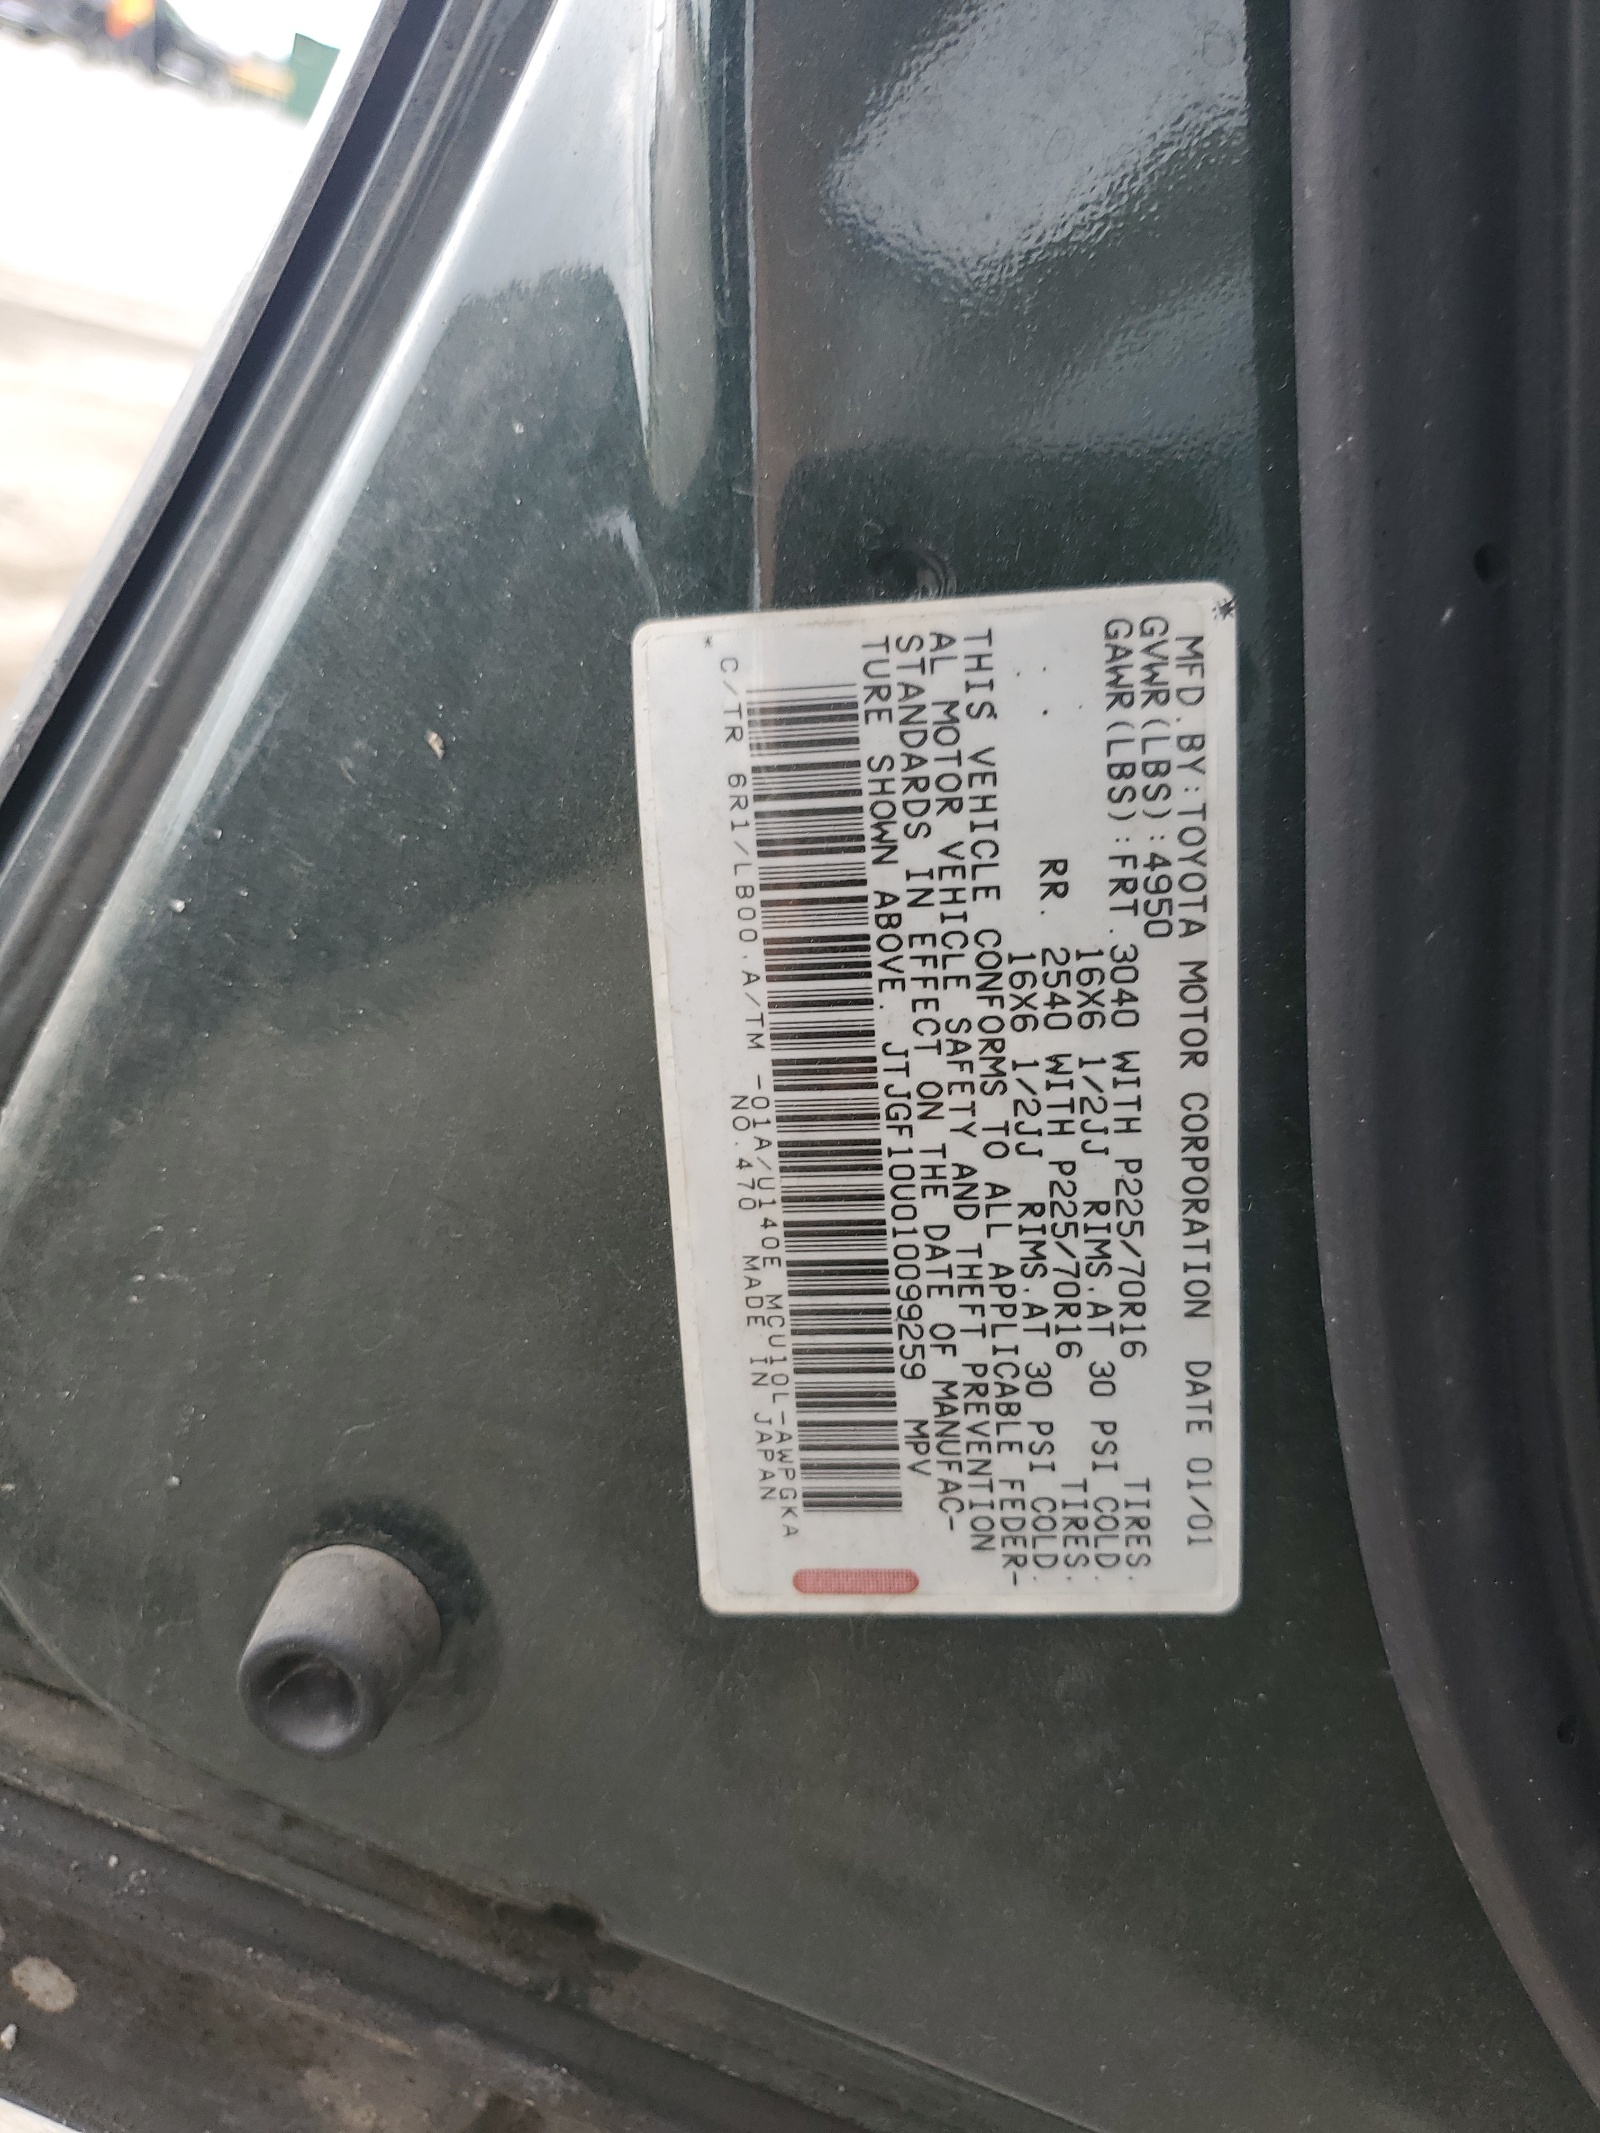 MFD.BY:TOYOTA MOTOR CORPORATION DATE 01/01
GVWR(LBS):4950
GAWR(LBS):FRT.3040 WITH P225/70R16 TIRES.
16X6 1/2JJ RIMS.AT 30 PSI COLD.
RR. 2540 WITH P225/70R16 TIRES.
16X6 1/2JJ RIMS.AT 30 PSI COLD.
THIS VEHICLE CONFORMS TO ALL APPLICABLE FEDER-
AL MOTOR VEHICLE SAFETY AND THEFT PREVENTION
STANDARDS IN EFFECT ON THE DATE OF MANUFAC-
TURE SHOWN ABOVE. JTJGF10U010099259 MPV
C/TR 6R1/LB00.A/TM -01A/U140E MCU10L-AWPGKA
NO.470 MADE IN JAPAN